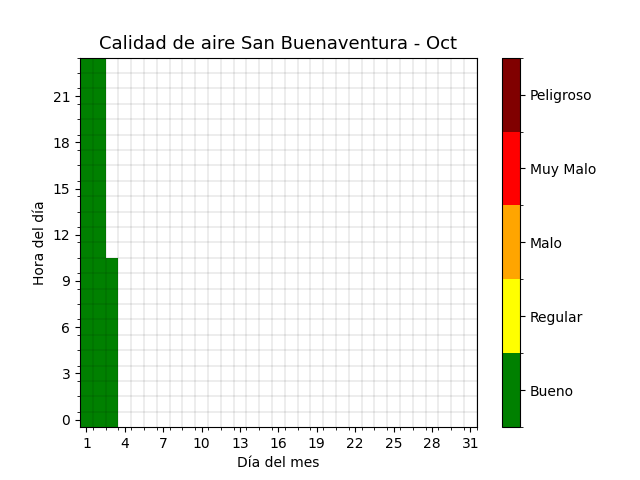 Calidad de aire San Buenaventura - Oct
Hora del día
21
18
15
12
9
6
3
0
1 4 7 10 13 16 19 22 25 28 31
Día del mes
Peligroso
Muy Malo
Malo
Regular
Bueno